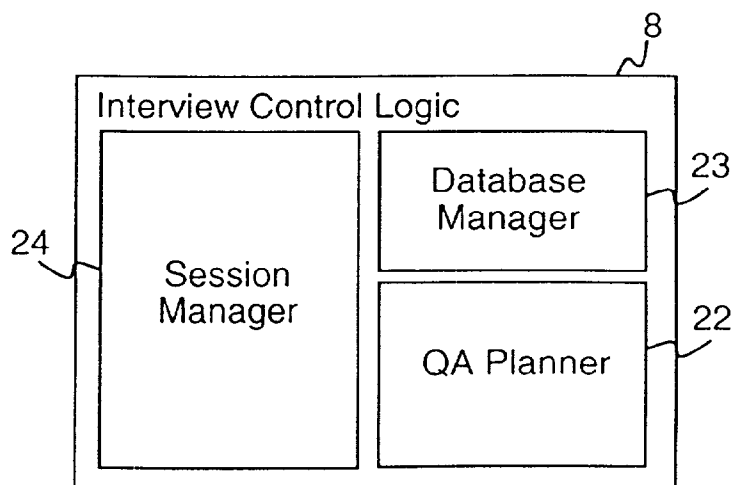 8
Interview Control Logic
Database
Manager
23
24
Session
Manager
22
QA Planner